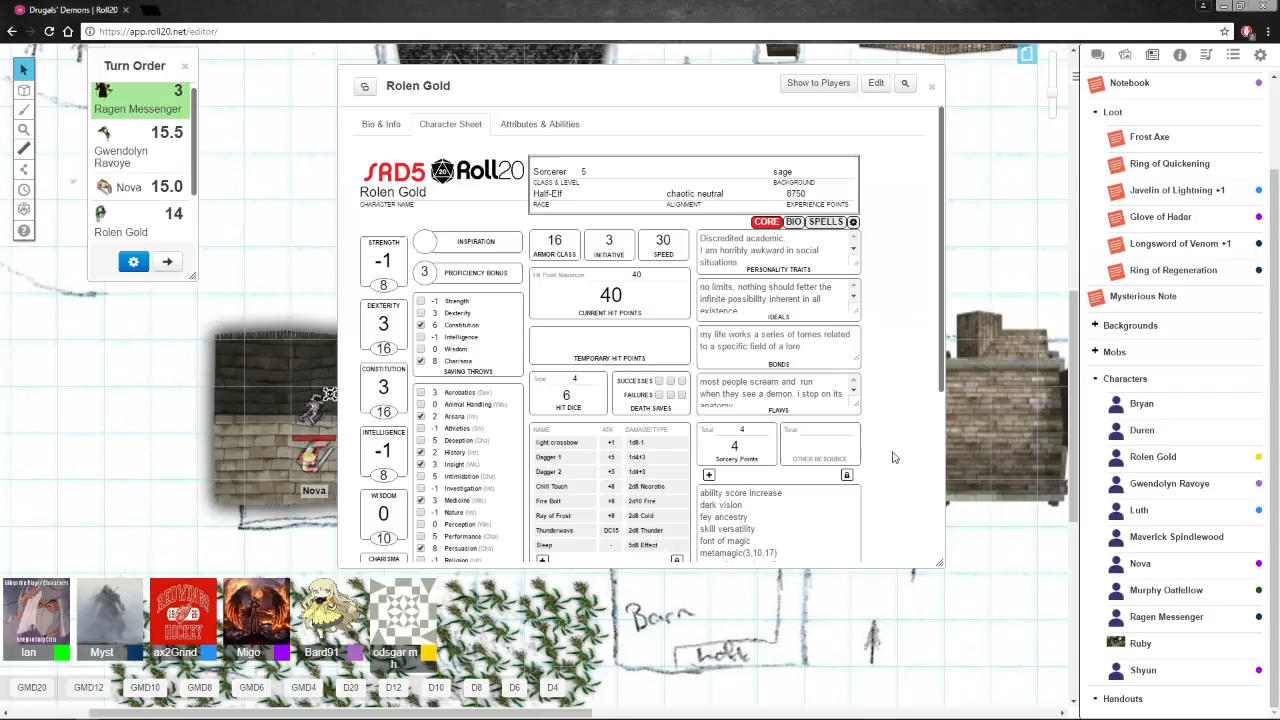 Drugals' Demons | Roll20
https://app.roll20.net/editor/
Turn Order
3
Ragen Messenger
15.5
Gwendolyn
Ravoye
Nova
15.0
14
Rolen Gold
Rolen Gold
Show to Players
Edit
Bio & Info
Character Sheet
Attributes & Abilities
SRD5 Roll20
Rolen Gold
CHARACTER NAME
Sorcerer 5
sage
CLASS & LEVEL
BACKGROUND
Half-Elf
chaotic neutral
8750
RACE
ALIGNMENT
EXPERIENCE POINTS
CORE
BIO
SPELLS
STRENGTH
-1
8
DEXTERITY
3
16
CONSTITUTION
3
16
INTELLIGENCE
-1
8
WISDOM
0
10
CHARISMA
INSPIRATION
3
PROFICIENCY BONUS
-1 Strength
3 Dexterity
6 Constitution
-1 Intelligence
0 Wisdom
8 Charisma
SAVING THROWS
3 Acrobatics (Dex)
0 Animal Handling (Wis)
2 Arcana (Int)
-1 Athletics (Str)
5 Deception (Cha)
2 History (Int)
3 Insight (Wis)
5 Intimidation (Cha)
-1 Investigation (Int)
3 Medicine (Wis)
-1 Nature (Int)
0 Perception (Wis)
5 Performance (Cha)
8 Persuasion (Cha)
-1 Religion (Int)
16
ARMOR CLASS
3
INITIATIVE
30
SPEED
Hit Point Maximum
40
40
CURRENT HIT POINTS
TEMPORARY HIT POINTS
Total
4
6
HIT DICE
SUCCESSES
FAILURES
DEATH SAVES
NAME ATK DAMAGE/TYPE
light crossbow +1 1d8-1
Dagger 1 +5 1d4+3
Dagger 2 +5 1d4+3
Chill Touch +8 2d8 Necrotic
Fire Bolt +8 2d10 Fire
Ray of Frost +8 2d8 Cold
Thunderwave DC15 2d8 Thunder
Sleep - 5d8 Effect
Discredited academic.
I am horribly awkward in social
situations
PERSONALITY TRAITS
no limits, nothing should fetter the
infinite possibility inherent in all
existence
IDEALS
my life works a series of tomes related
to a specific field of a lore.
BONDS
most people scream and run
when they see a demon. i stop on its
anatomy
FLAWS
Total
4
4
Sorcery Points
Total
OTHER RESOURCE
ability score increase
dark vision
fey ancestry
skill versatility
font of magic
metamagic(3,10,17)
Nova
Notebook
Loot
Frost Axe
Ring of Quickening
Javelin of Lightning +1
Glove of Hadar
Longsword of Venom +1
Ring of Regeneration
Mysterious Note
Backgrounds
Mobs
Characters
Bryan
Duren
Rolen Gold
Gwendolyn Ravoye
Luth
Maverick Spindlewood
Nova
Murphy Oatfellow
Ragen Messenger
Ruby
Shyun
Handouts
RED WINGS
19 26
HOCKEY
Ian
Myst
ax2Grind
Migo
Bard91
cdsgar m
h.
GMD20
GMD12
GMD10
GMD8
GMD6
GMD4
D20
D12
D10
D8
D6
D4